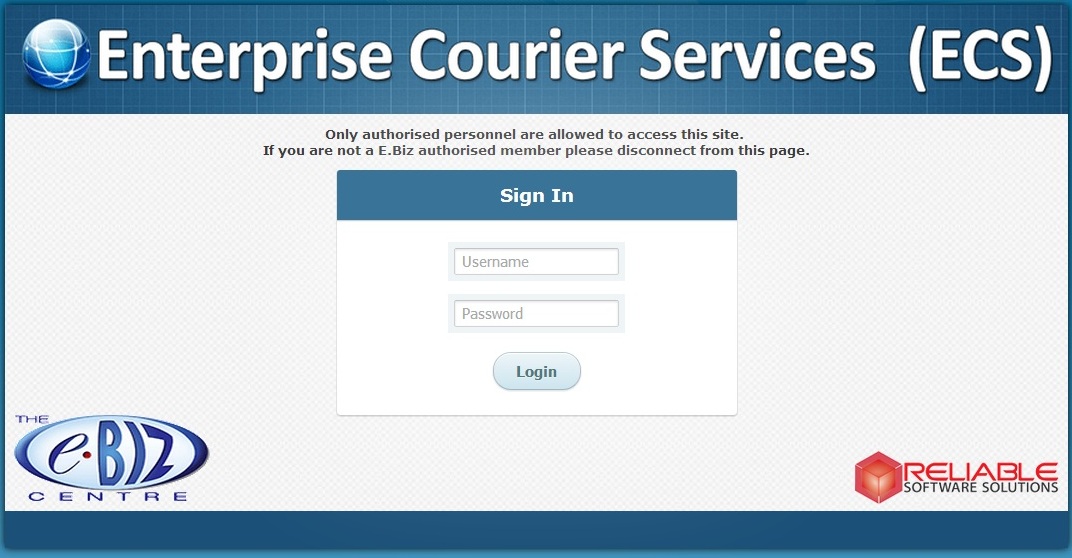 Enterprise Courier Services (ECS)
Only authorised personnel are allowed to access this site.
If you are not a E.Biz authorised member please disconnect from this page.
Sign In
Username
Password
Login
THE
e•BIZ
CENTRE
RELIABLE
SOFTWARE SOLUTIONS